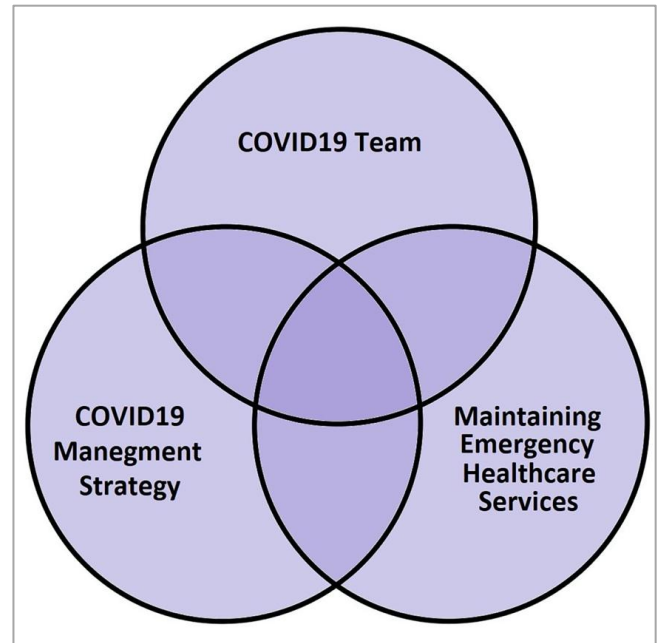 COVID19 Team
COVID19
Manegment
Strategy
Maintaining
Emergency
Healthcare
Services